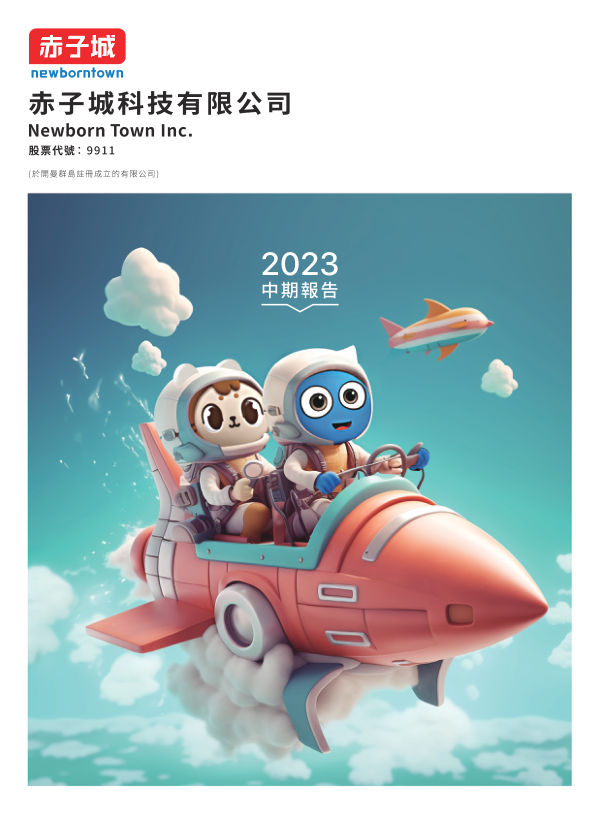 赤子城
newborntown
赤子城科技有限公司
Newborn Town Inc.
股票代號：9911
(於開曼群島註冊成立的有限公司)
2023
中期報告